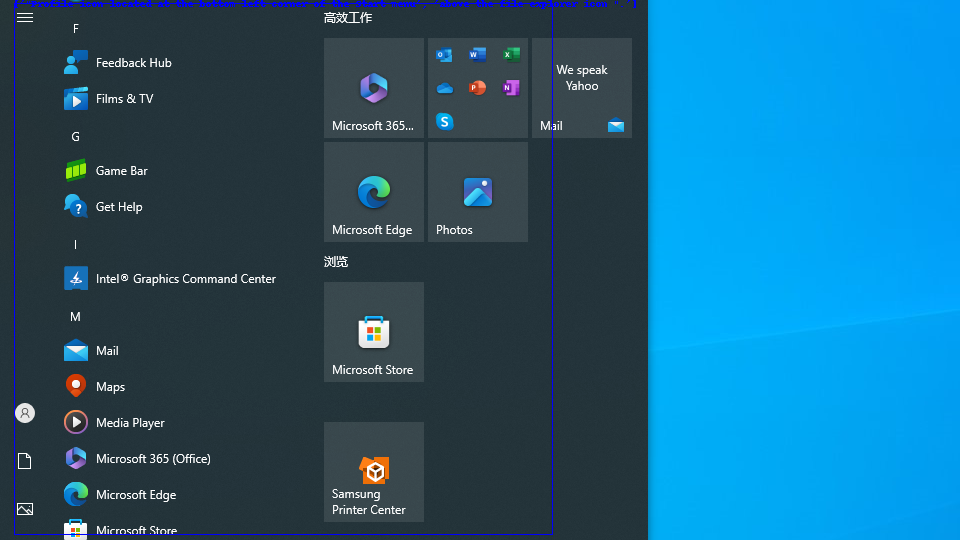 [' Profile icon located at the bottom left corner of the Start menu', 'above the file explorer icon ".']
F
Feedback Hub
Films & TV
G
Game Bar
Get Help
I
Intel® Graphics Command Center
M
Mail
Maps
Media Player
Microsoft 365 (Office)
Microsoft Edge
Microsoft Store
高效工作
Microsoft 365...
We speak
Yahoo
Mail
Microsoft Edge
Photos
浏览
Microsoft Store
Samsung
Printer Center